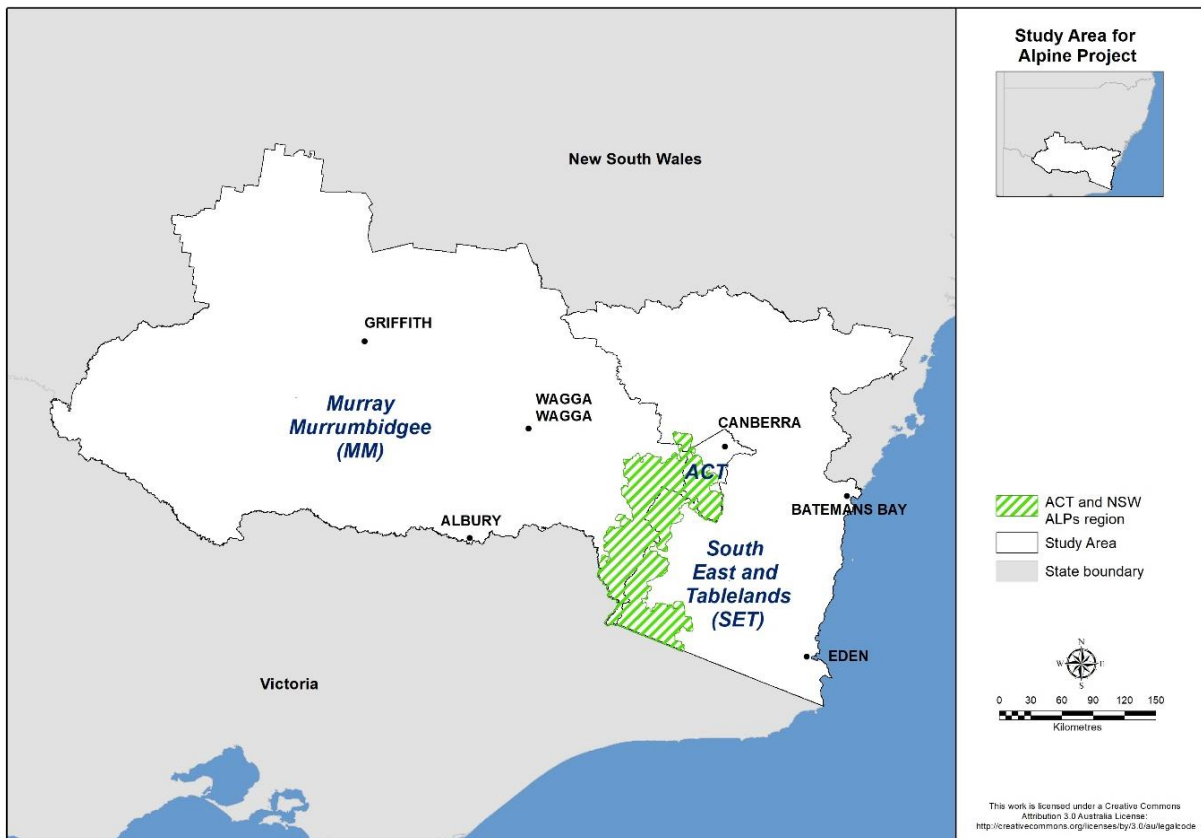 Study Area for
Alpine Project
New South Wales
GRIFFITH
WAGGA
WAGGA
Murray
Murrumbidgee
(MM)
CANBERRA
ACT
BATEMANS BAY
ALBURY
South
East and
Tablelands
(SET)
EDEN
Victoria
ACT and NSW
ALPs region
Study Area
State boundary
N
W E
S
0 30 60 90 120 150
Kilometres
This work is licensed under a Creative Commons
Attribution 3.0 Australia License:
http://creativecommons.org/licenses/by/3.0/au/legalcode